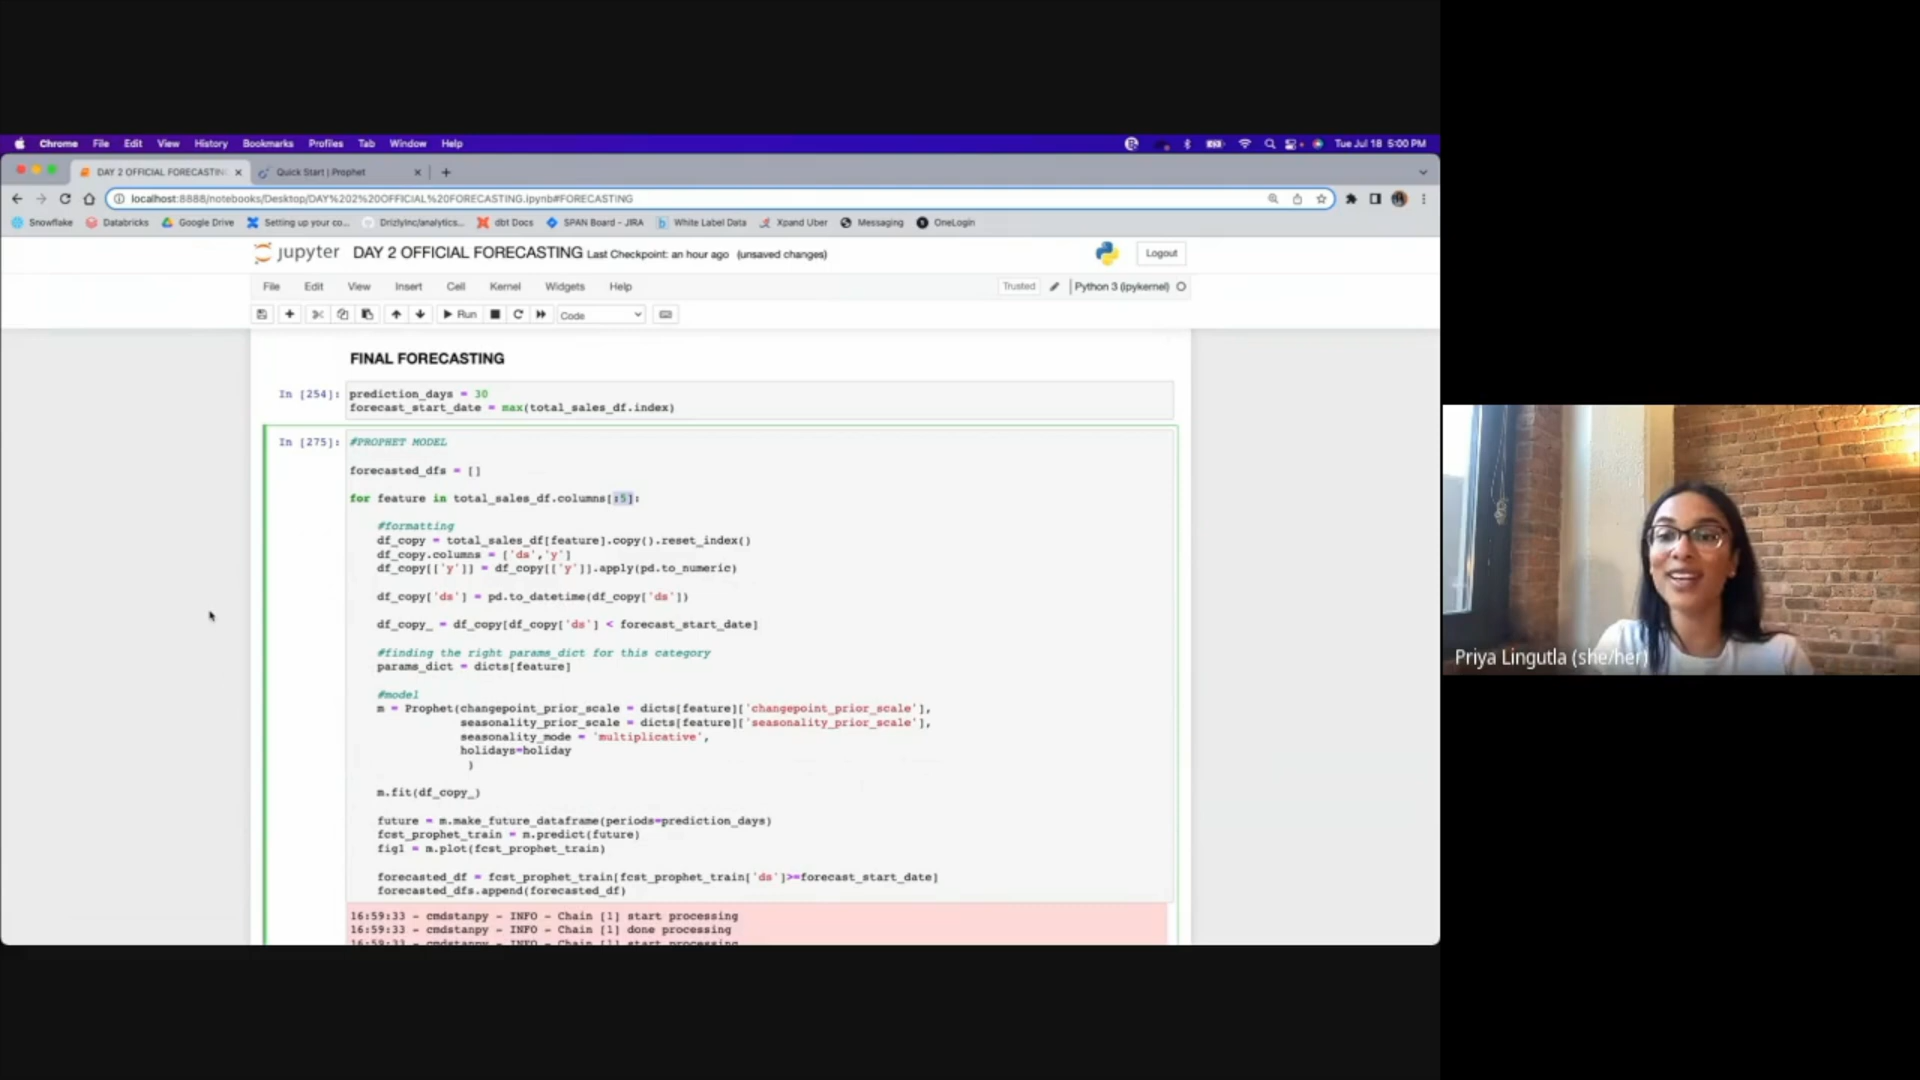 Chrome File Edit View History Bookmarks Profiles Tab Window Help Tue Jul 18 5:00 PM
DAY 2 OFFICIAL FORECASTIN Quick Start | Prophet
localhost:8888/notebooks/Desktop/DAY%202%20OFFICIAL%20FORECASTING.ipynb#FORECASTING
Snowflake Databricks Google Drive Setting up your co... DrizlyInc/analytics... dbt Docs SPAN Board - JIRA White Label Data Xpand Uber Messaging OneLogin
jupyter DAY 2 OFFICIAL FORECASTING Last Checkpoint: an hour ago (unsaved changes) Logout
File Edit View Insert Cell Kernel Widgets Help Trusted Python 3 (ipykernel)
Run Code
FINAL FORECASTING
In [254]: prediction_days = 30
forecast_start_date = max(total_sales_df.index)
In [275]: #PROPHET MODEL
forecasted_dfs = []
for feature in total_sales_df.columns[:5]:
#formatting
df_copy = total_sales_df[feature].copy().reset_index()
df_copy.columns = ['ds','y']
df_copy[['y']] = df_copy[['y']].apply(pd.to_numeric)
df_copy['ds'] = pd.to_datetime(df_copy['ds'])
df_copy_ = df_copy[df_copy['ds'] < forecast_start_date]
#finding the right params_dict for this category
params_dict = dicts[feature]
#model
m = Prophet(changepoint_prior_scale = dicts[feature]['changepoint_prior_scale'],
seasonality_prior_scale = dicts[feature]['seasonality_prior_scale'],
seasonality_mode = 'multiplicative',
holidays=holiday
)
m.fit(df_copy_)
future = m.make_future_dataframe(periods=prediction_days)
fcst_prophet_train = m.predict(future)
fig1 = m.plot(fcst_prophet_train)
forecasted_df = fcst_prophet_train[fcst_prophet_train['ds']>=forecast_start_date]
forecasted_dfs.append(forecasted_df)
16:59:33 - cmdstanpy - INFO - Chain [1] start processing
16:59:33 - cmdstanpy - INFO - Chain [1] done processing
16:59:33 - cmdstanpy - INFO - Chain [1] start processing
Priya Lingutla (she/her)